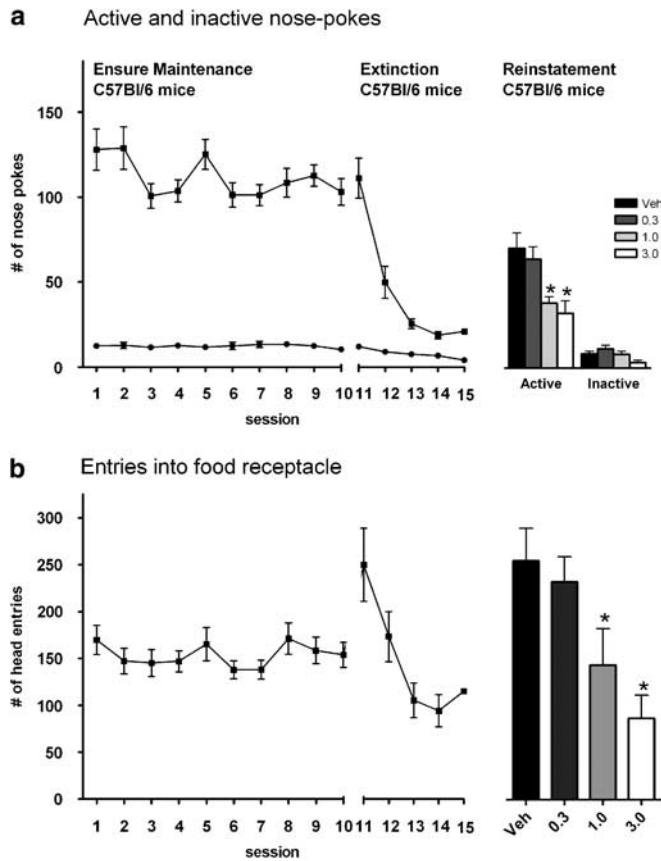 a Active and inactive nose-pokes
Ensure Maintenance
C57Bl/6 mice
Extinction
C57Bl/6 mice
Reinstatement
C57Bl/6 mice
# of nose pokes
150
100
50
0
1 2 3 4 5 6 7 8 9 10 11 12 13 14 15
session
Veh
0.3
1.0
3.0
* *
Active Inactive
b Entries into food receptacle
# of head entries
300
250
200
150
100
50
0
1 2 3 4 5 6 7 8 9 10 11 12 13 14 15
session
*
*
Veh 0.3 1.0 3.0